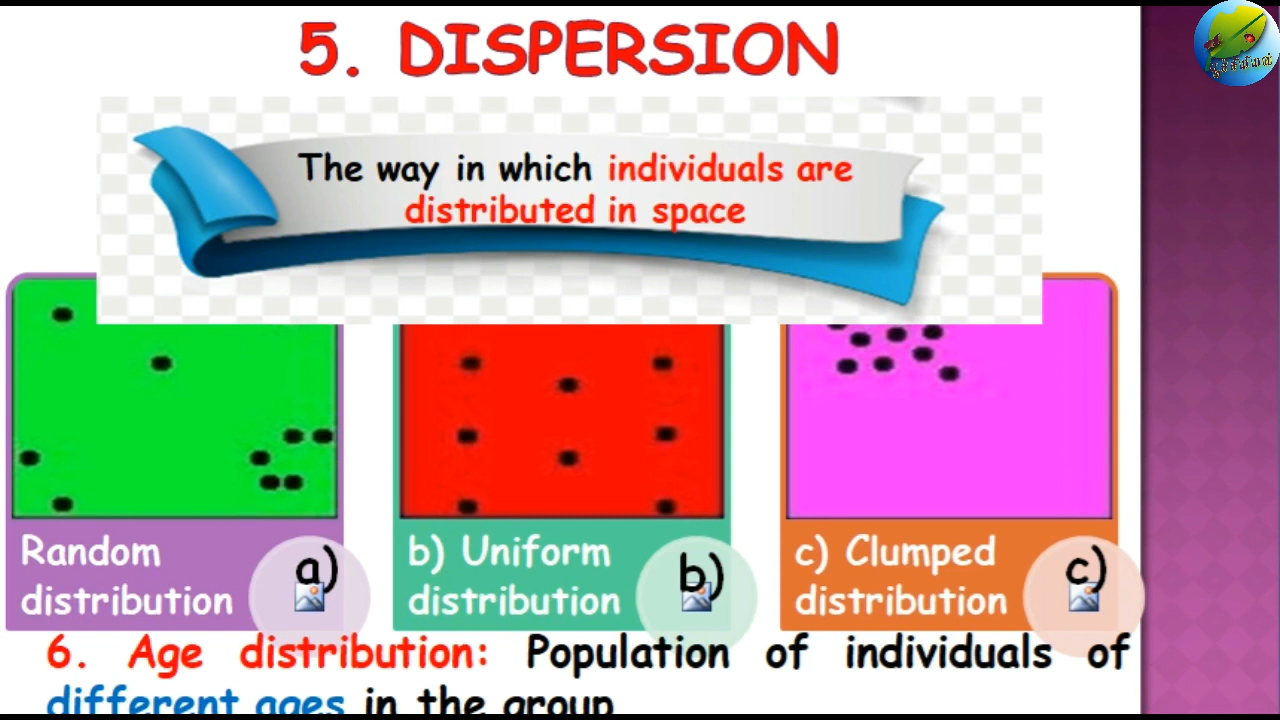 5. DISPERSION
The way in which individuals are
distributed in space
Random
distribution
a)
b) Uniform
distribution
b)
c) Clumped
distribution
c)
6. Age distribution: Population of individuals of
different ages in the group